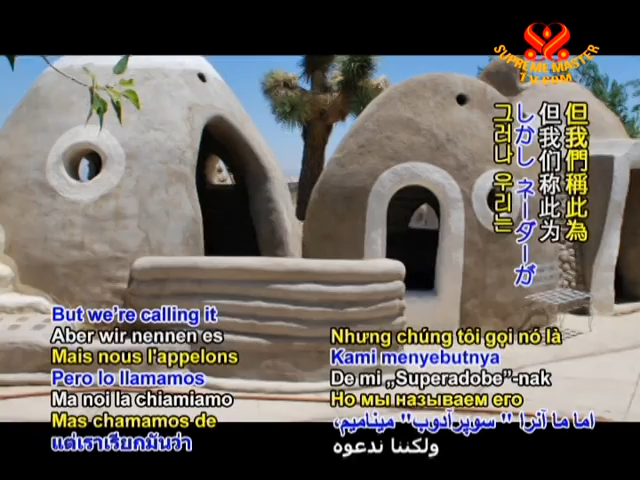 SUPREME MASTER
TV.COM
但我們稱此為
但我们称此为
しかし ネーダーが
그러나 우리는
But we're calling it
Aber wir nennen es
Mais nous l'appelons
Pero lo llamamos
Ma noi la chiamiamo
Mas chamamos de
แต่เราเรียกมันว่า
Nhưng chúng tôi gọi nó là
Kami menyebutnya
De mi „Superadobe”-nak
Но мы называем его
اما ما آنرا " سوپرآدوب" مینامیم،
ولكننا ندعوه